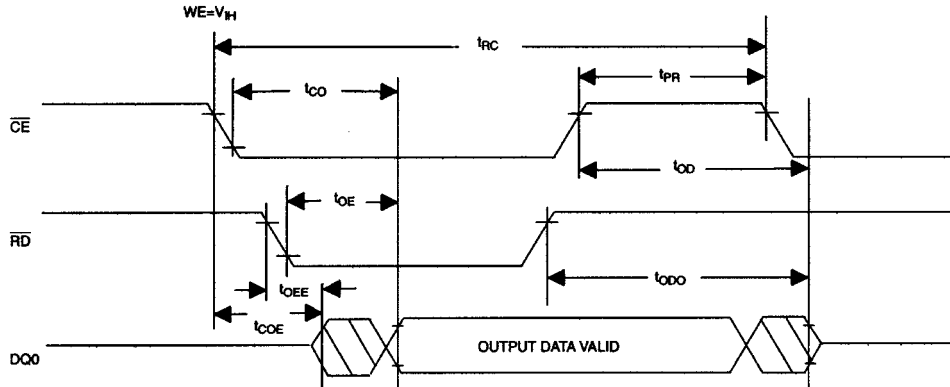 WE=VIH
tRC
tPR
tCO
CE
tOD
tOE
RD
tODO
tOEE
tCOE
OUTPUT DATA VALID
DQ0